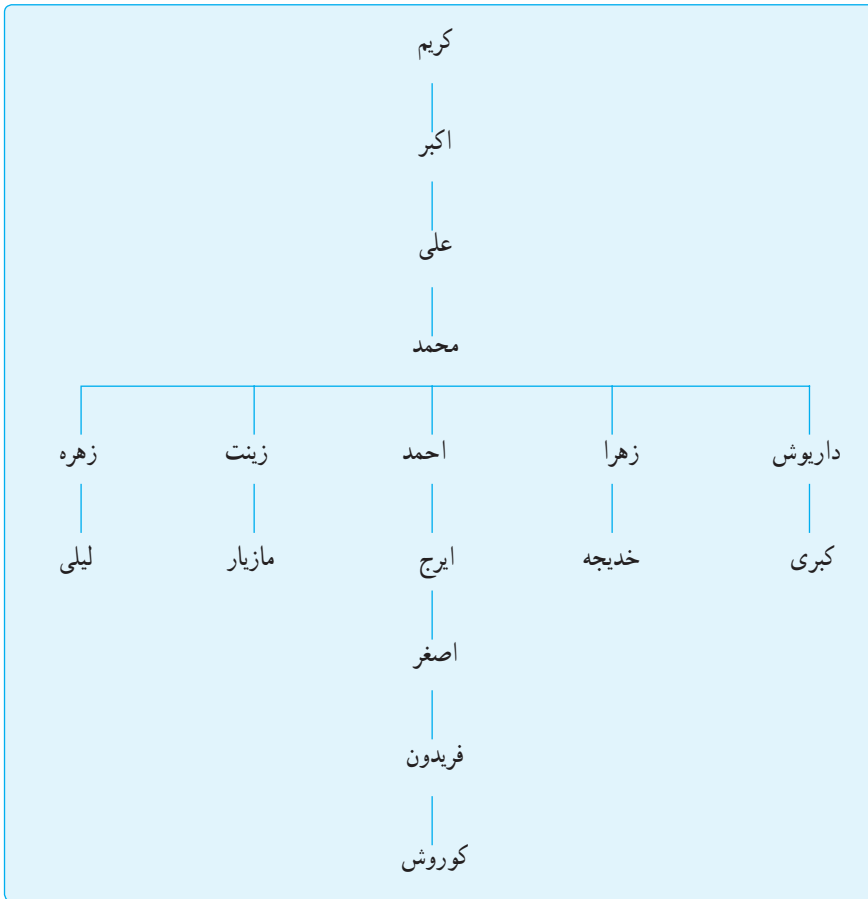 کریم
اکبر
علی
محمد
داریوش زهرا احمد زینت زهره
کبری خدیجه ایرج مازیار لیلی
اصغر
فریدون
کوروش